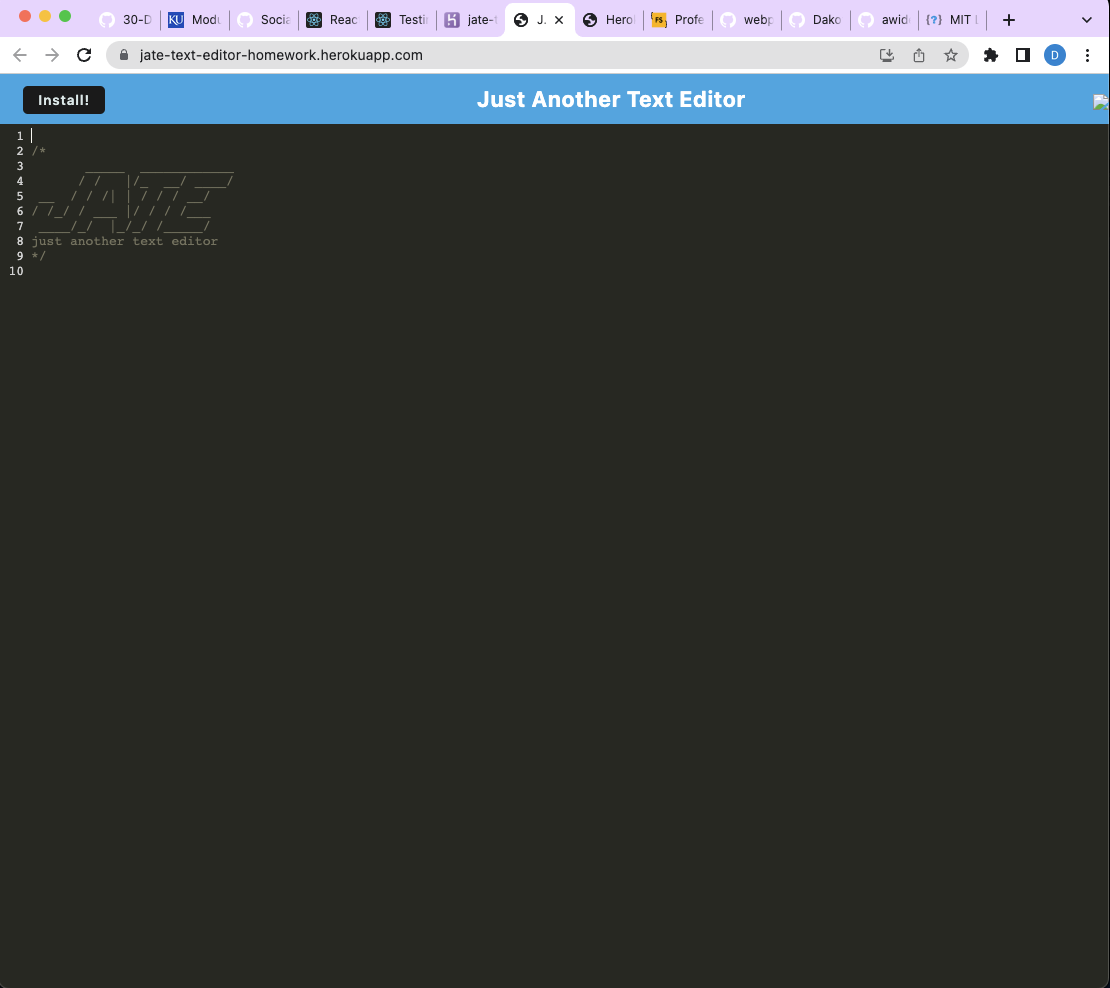 30-D KU Modu Socia Reac Testi jate-t J. Hero Profe webp Dako awid MIT L
jate-text-editor-homework.herokuapp.com D
Install! Just Another Text Editor
1
2 /*
3        _____  ____________
4       / /   |/_  __/ ____/
5  __  / / /| | / / / __/
6 / /_/ / ___ |/ / / /___
7  ____/_/  |_/_/ /_____/
8 just another text editor
9 */
10